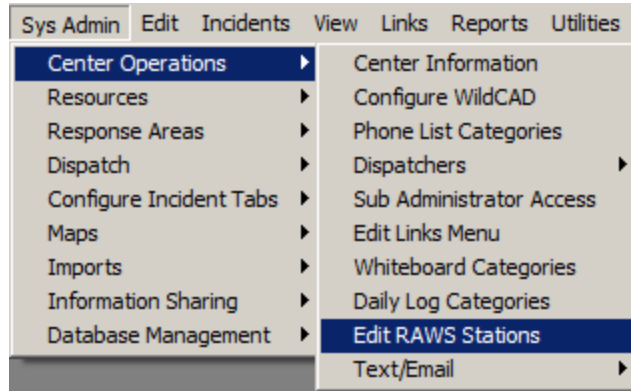 Sys Admin Edit Incidents View Links Reports Utilities
Center Operations
Resources
Response Areas
Dispatch
Configure Incident Tabs
Maps
Imports
Information Sharing
Database Management
Center Information
Configure WildCAD
Phone List Categories
Dispatchers
Sub Administrator Access
Edit Links Menu
Whiteboard Categories
Daily Log Categories
Edit RAWS Stations
Text/Email